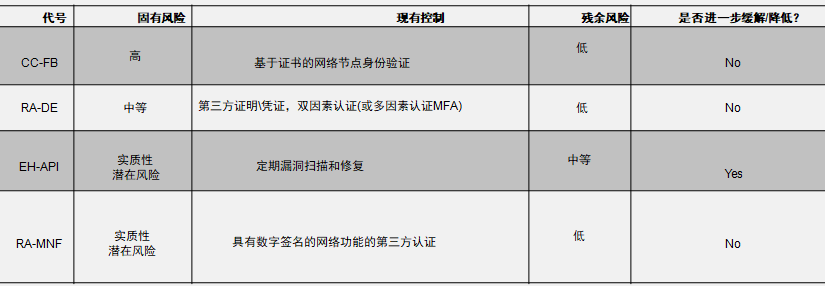 代号 固有风险 现有控制 残余风险 是否进一步缓解/降低?
CC-FB 高 基于证书的网络节点身份验证 低 No
RA-DE 中等 第三方证明\凭证，双因素认证(或多因素认证MFA) 低 No
EH-API 实质性 定期漏洞扫描和修复 中等 Yes
潜在风险
RA-MNF 实质性 具有数字签名的网络功能的第三方认证 低 No
潜在风险